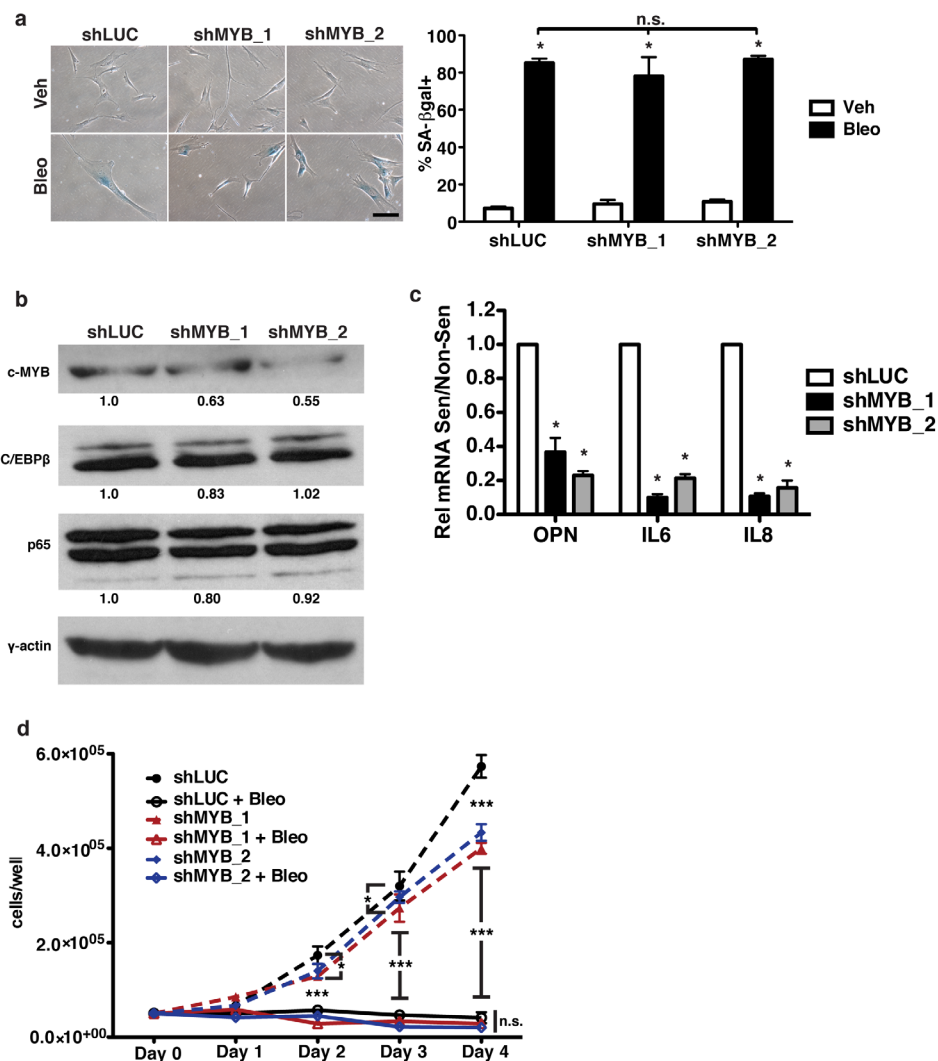 a
shLUC shMYB_1 shMYB_2
Veh
Bleo
n.s.
* * *
100
80
60
40
20
0
% SA-βgal+
shLUC shMYB_1 shMYB_2
Veh
Bleo
b
shLUC shMYB_1 shMYB_2
c-MYB
1.0 0.63 0.55
C/EBPβ
1.0 0.83 1.02
p65
1.0 0.80 0.92
γ-actin
c
1.2
1.0
0.8
0.6
0.4
0.2
0.0
Rel mRNA Sen/Non-Sen
* * * * * *
OPN IL6 IL8
shLUC
shMYB_1
shMYB_2
d
6.0×10⁰⁵
4.0×10⁰⁵
2.0×10⁰⁵
0.0×10⁺⁰⁰
cells/well
shLUC
shLUC + Bleo
shMYB_1
shMYB_1 + Bleo
shMYB_2
shMYB_2 + Bleo
***
*
***
*
***
***
n.s.
Day 0 Day 1 Day 2 Day 3 Day 4